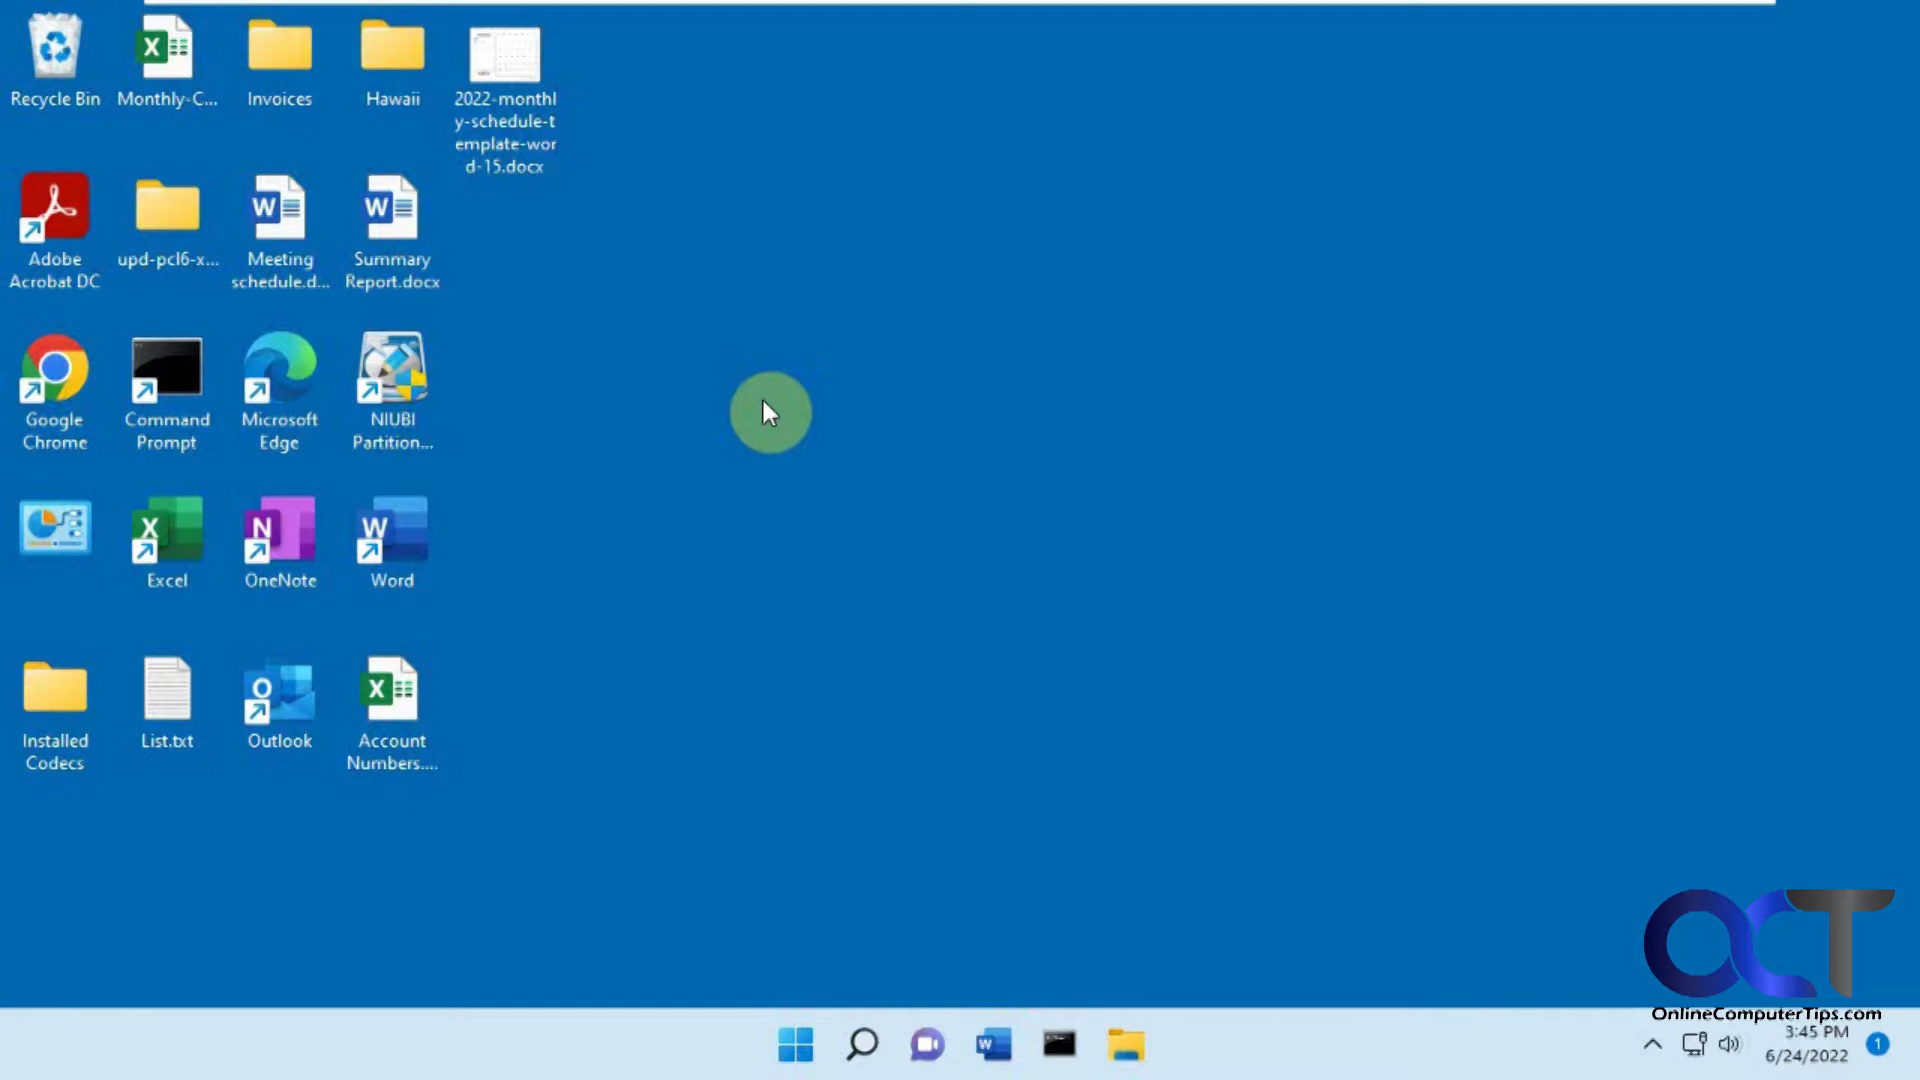 Recycle Bin
Monthly-C...
Invoices
Hawaii
2022-monthl
y-schedule-t
emplate-wor
d-15.docx
Adobe
Acrobat DC
upd-pcl6-x...
Meeting
schedule.d...
Summary
Report.docx
Google
Chrome
Command
Prompt
Microsoft
Edge
NIUBI
Partition...
Excel
OneNote
Word
Installed
Codecs
List.txt
Outlook
Account
Numbers....
OCT
OnlineComputerTips.com
3:45 PM
6/24/2022
1